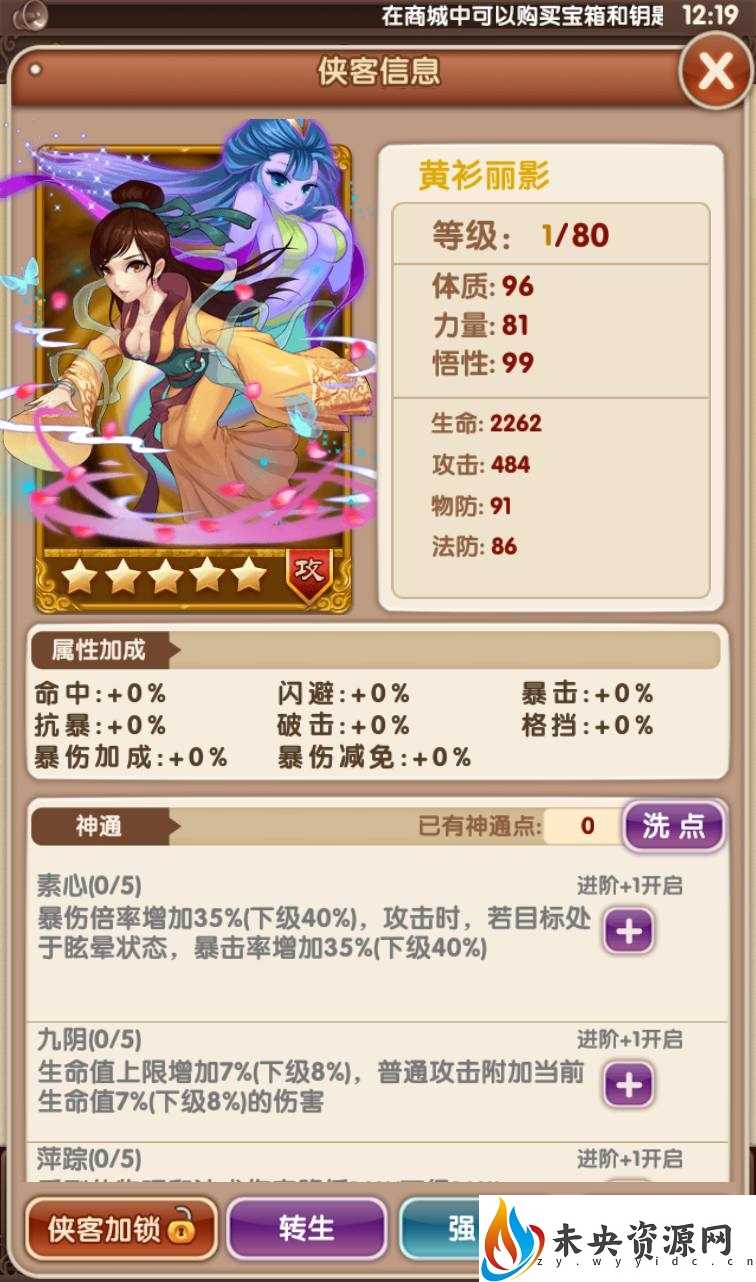 在商城中可以购买宝箱和钥匙 12:19
侠客信息
黄衫丽影
等级: 1/80
体质: 96
力量: 81
悟性: 99
生命: 2262
攻击: 484
物防: 91
法防: 86
攻
属性加成
命中:+0% 闪避:+0% 暴击:+0%
抗暴:+0% 破击:+0% 格挡:+0%
暴伤加成:+0% 暴伤减免:+0%
神通 已有神通点: 0 洗点
素心(0/5) 进阶+1开启
暴伤倍率增加35%(下级40%)，攻击时，若目标处
于眩晕状态，暴击率增加35%(下级40%)
九阴(0/5) 进阶+1开启
生命值上限增加7%(下级8%)，普通攻击附加当前
生命值7%(下级8%)的伤害
萍踪(0/5) 进阶+1开启
侠客加锁 转生 强
未央资源网
zy.wyyidc.cn